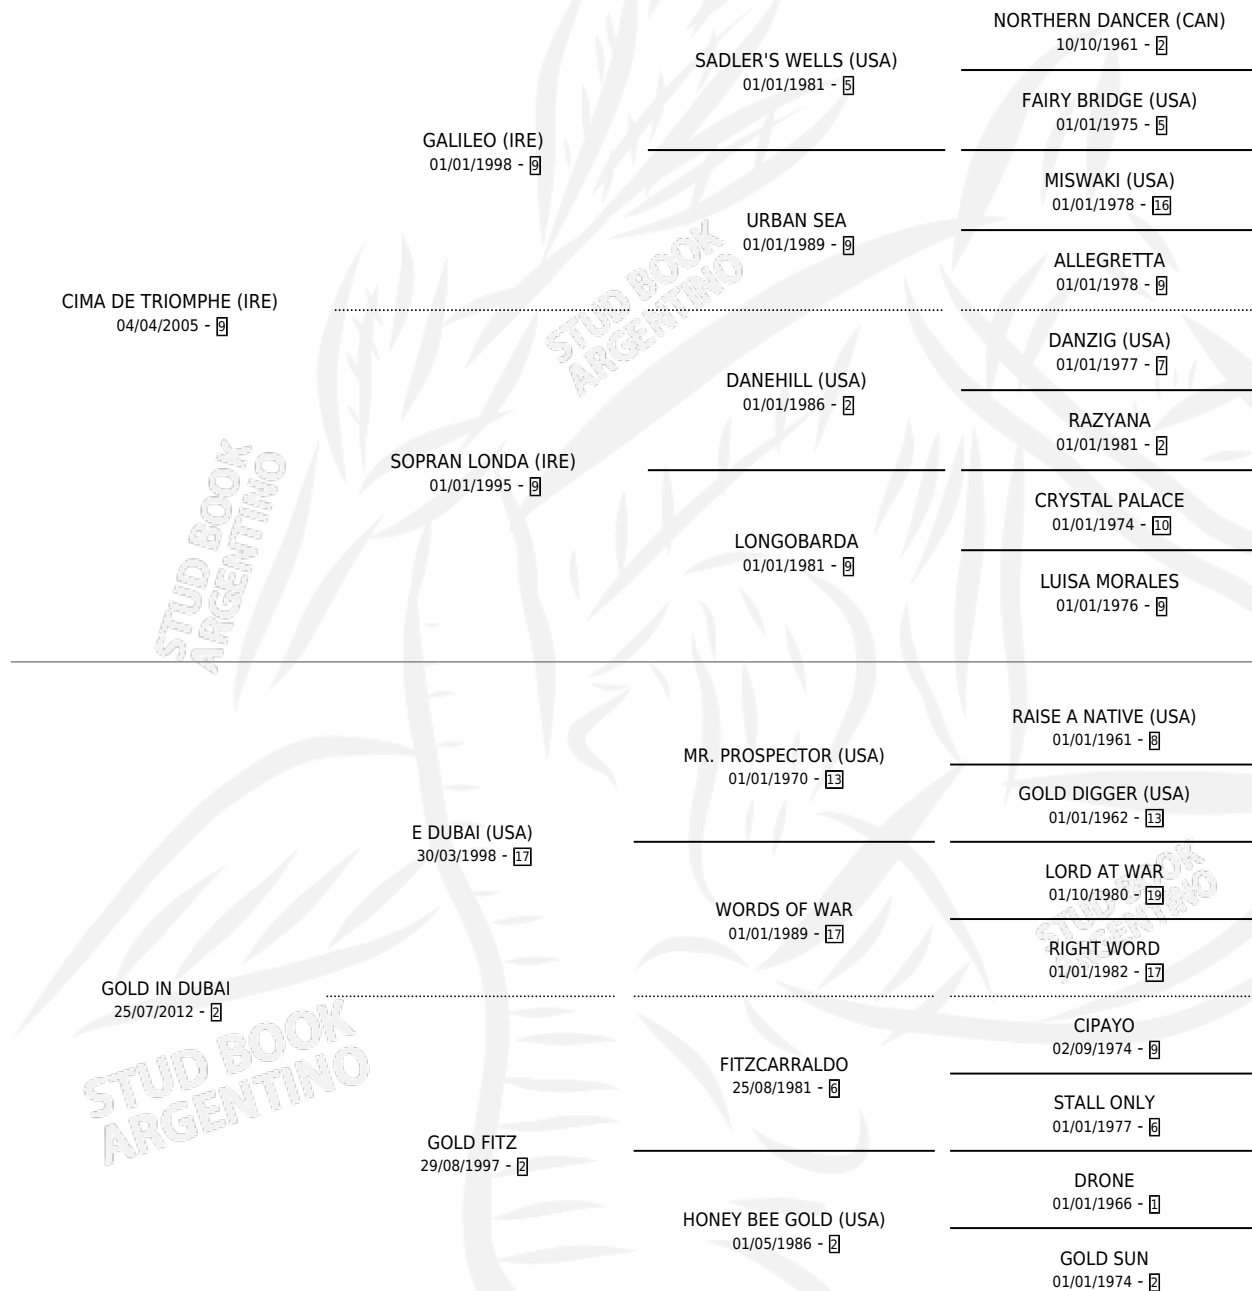 NORTHERN DANCER (CAN)
10/10/1961 - 2
SADLER'S WELLS (USA)
01/01/1981 - 5
FAIRY BRIDGE (USA)
01/01/1975 - 5
GALILEO (IRE)
01/01/1998 - 9
MISWAKI (USA)
01/01/1978 - 16
URBAN SEA
01/01/1989 - 9
ALLEGRETTA
01/01/1978 - 9
CIMA DE TRIOMPHE (IRE)
04/04/2005 - 9
DANZIG (USA)
01/01/1977 - 7
DANEHILL (USA)
01/01/1986 - 2
RAZYANA
01/01/1981 - 2
SOPRAN LONDA (IRE)
01/01/1995 - 9
CRYSTAL PALACE
01/01/1974 - 10
LONGOBARDA
01/01/1981 - 9
LUISA MORALES
01/01/1976 - 9
RAISE A NATIVE (USA)
01/01/1961 - 8
MR. PROSPECTOR (USA)
01/01/1970 - 13
GOLD DIGGER (USA)
01/01/1962 - 13
E DUBAI (USA)
30/03/1998 - 17
LORD AT WAR
01/10/1980 - 19
WORDS OF WAR
01/01/1989 - 17
RIGHT WORD
01/01/1982 - 17
GOLD IN DUBAI
25/07/2012 - 2
CIPAYO
02/09/1974 - 9
FITZCARRALDO
25/08/1981 - 6
STALL ONLY
01/01/1977 - 6
GOLD FITZ
29/08/1997 - 2
DRONE
01/01/1966 - 1
HONEY BEE GOLD (USA)
01/05/1986 - 2
GOLD SUN
01/01/1974 - 2
STUD BOOK
ARGENTINO
STUD BOOK
ARGENTINO
STUD BOOK
ARGENTINO
STUD BOOK
ARGENTINO